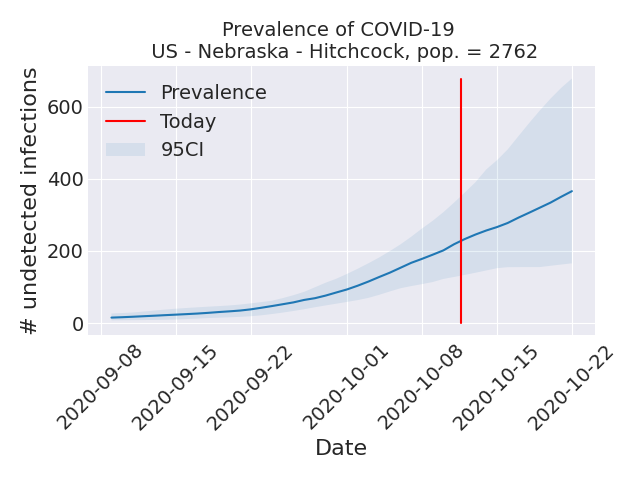 Prevalence of COVID-19
US - Nebraska - Hitchcock, pop. = 2762
# undetected infections
600
400
200
0
Prevalence
Today
95CI
2020-09-08
2020-09-15
2020-09-22
2020-10-01
2020-10-08
2020-10-15
2020-10-22
Date